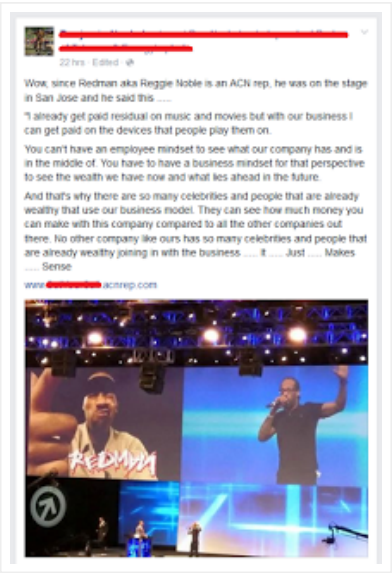 22 hrs · Edited ·
Wow, since Redman aka Reggie Noble is an ACN rep, he was on the stage
in San Jose and he said this .....
"I already get paid residual on music and movies but with our business I
can get paid on the devices that people play them on.
You can't have an employee mindset to see what our company has and is
in the middle of. You have to have a business mindset for that perspective
to see the wealth we have now and what lies ahead in the future.
And that's why there are so many celebrities and people that are already
wealthy that use our business model. They can see how much money you
can make with this company compared to all the other companies out
there. No other company like ours has so many celebrities and people that
are already wealthy joining in with the business ..... It ..... Just ..... Makes
..... Sense
www. acnrep.com
REDMAN